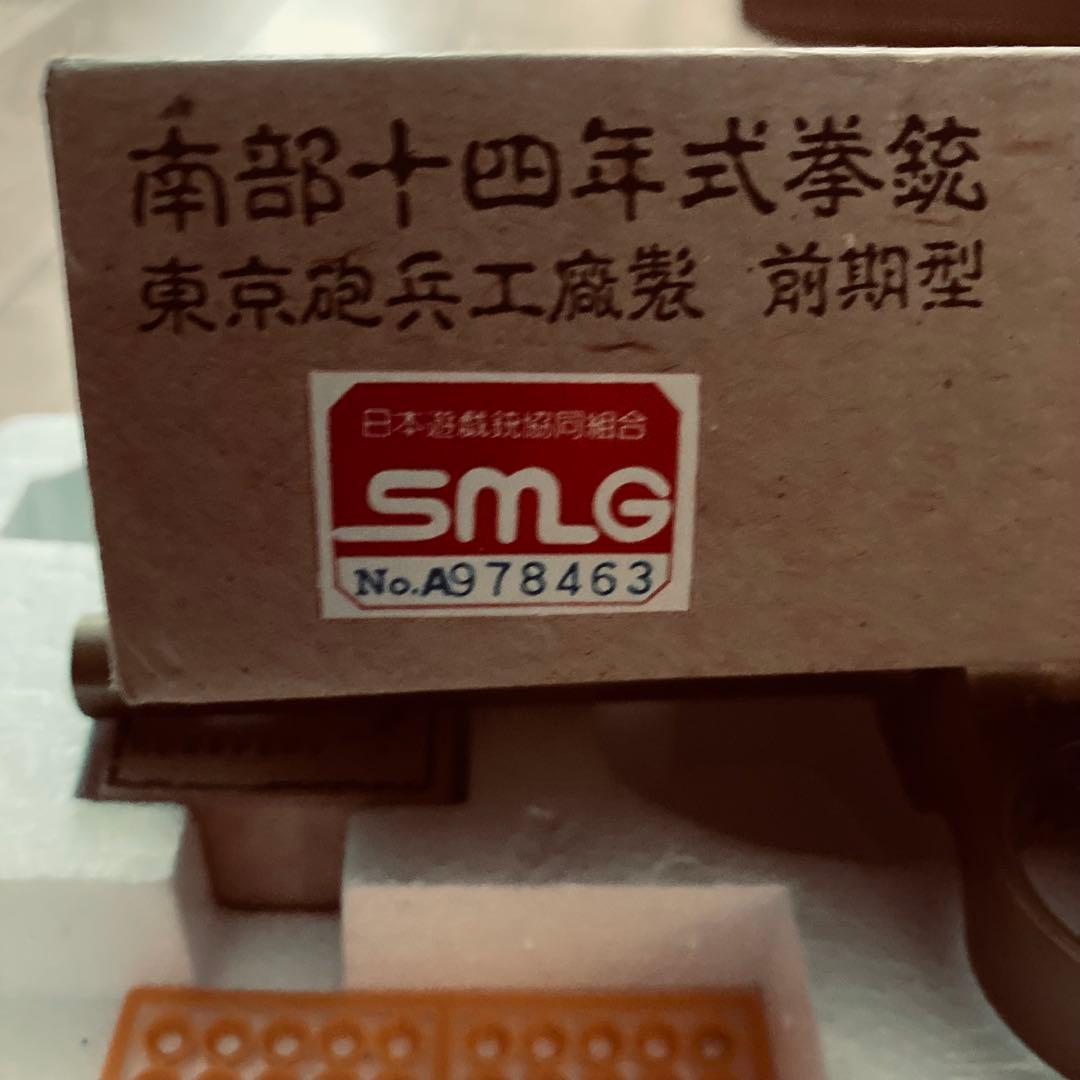 南部十四年式拳銃
東京砲兵工廠製 前期型
日本遊戯銃協同組合
SMG
No.A978463